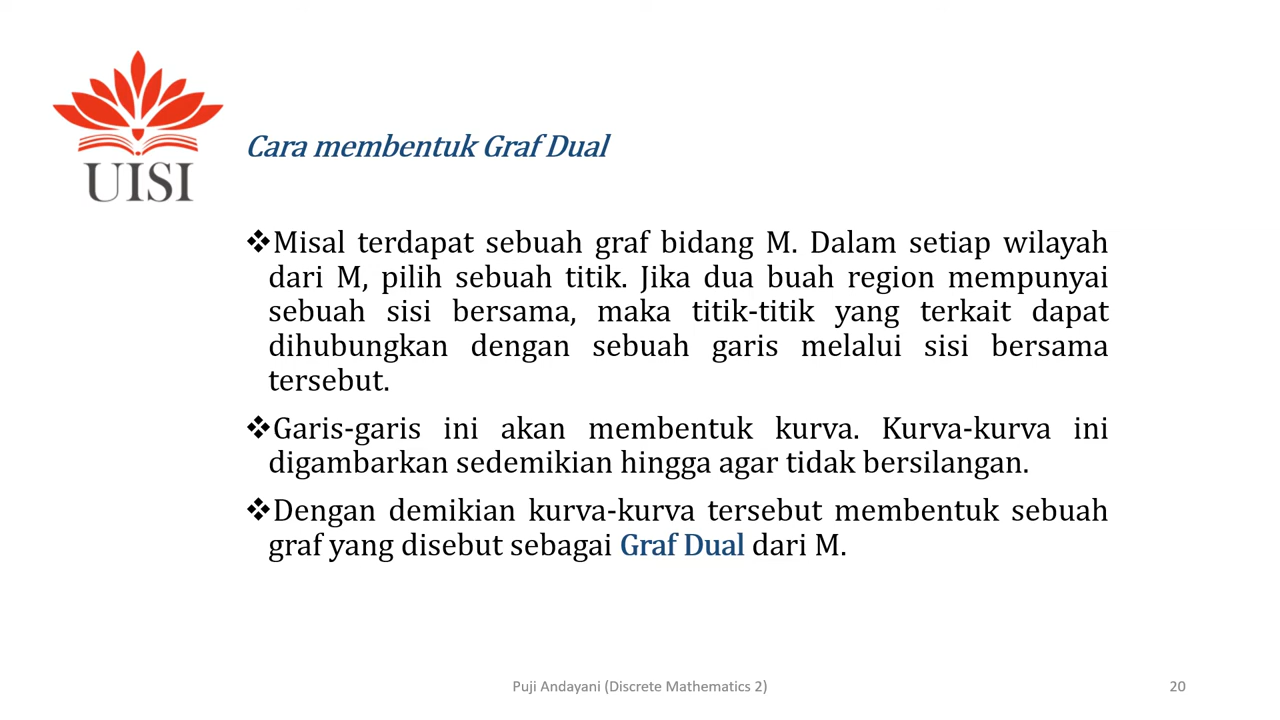 UISI
Cara membentuk Graf Dual
❖Misal terdapat sebuah graf bidang M. Dalam setiap wilayah
dari M, pilih sebuah titik. Jika dua buah region mempunyai
sebuah sisi bersama, maka titik-titik yang terkait dapat
dihubungkan dengan sebuah garis melalui sisi bersama
tersebut.
❖Garis-garis ini akan membentuk kurva. Kurva-kurva ini
digambarkan sedemikian hingga agar tidak bersilangan.
❖Dengan demikian kurva-kurva tersebut membentuk sebuah
graf yang disebut sebagai Graf Dual dari M.
Puji Andayani (Discrete Mathematics 2)
20